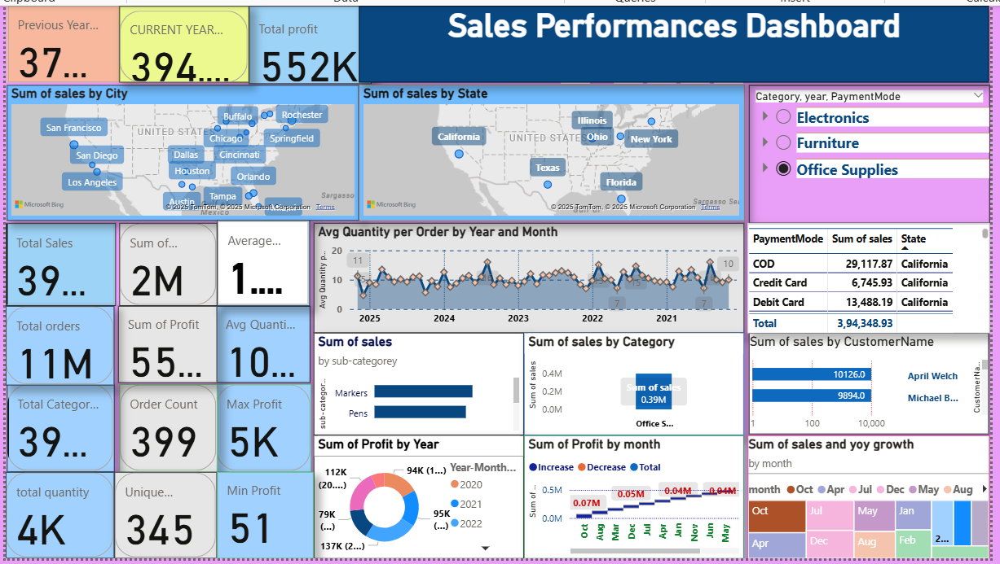 Data
Previous Year...
37...
CURRENT YEAR...
394....
Total profit
552K
Sales Performances Dashboard
Sum of sales by City
San Francisco
Buffalo
Rochester
UNITED STATES
Chicago
Springfield
San Diego
Dallas
Cincinnati
Houston
Los Angeles
Orlando
Austin
Tampa
Sargasso
Mexico
Microsoft Bing
© 2025 TomTom, © 2025 Microsoft Corporation Terms
Sum of sales by State
California
Illinois
UNITED STATES
Ohio
New York
Texas
Florida
Sargasso Sea
Microsoft Bing
© 2025 TomTom, © 2025 Microsoft Corporation Terms
Category, year, PaymentMode
Electronics
Furniture
Office Supplies
Total Sales
39...
Sum of...
2M
Average...
1....
Total orders
11M
Sum of Profit
55...
Avg Quanti...
10...
Total Categor...
39...
Order Count
399
Max Profit
5K
total quantity
4K
Unique...
345
Min Profit
51
Avg Quantity per Order by Year and Month
Avg Quantity p...
20
10
0
11
10
7
7
2025 2024 2023 2022 2021
PaymentMode Sum of sales State
COD 29,117.87 California
Credit Card 6,745.93 California
Debit Card 13,488.19 California
Total 3,94,348.93
Sum of sales
by sub-categorey
sub-categor...
Markers
Pens
Sum of sales by Category
Sum of sales
0.4M
0.2M
0.0M
Sum of sales
0.39M
Office S...
Sum of sales by CustomerName
10126.0 April Welch
9894.0 Michael B...
CustomerNa...
1 100 10,000
Sum of Profit by Year
112K
(20....)
94K (1...)
79K
(...)
95K
(...)
137K (2...)
Year-Month...
2020
2021
2022
Sum of Profit by month
Increase Decrease Total
Sum of ...
0.5M
0.0M
0.07M
0.05M
0.04M
0.04M
Oct Aug Mar Dec Jul Apr Jan Nov Jun May
Sum of sales and yoy growth
by month
month Oct Apr Jul Dec May Aug
Oct
Jul
May
Jan
2...
Apr
Dec
Aug
Feb